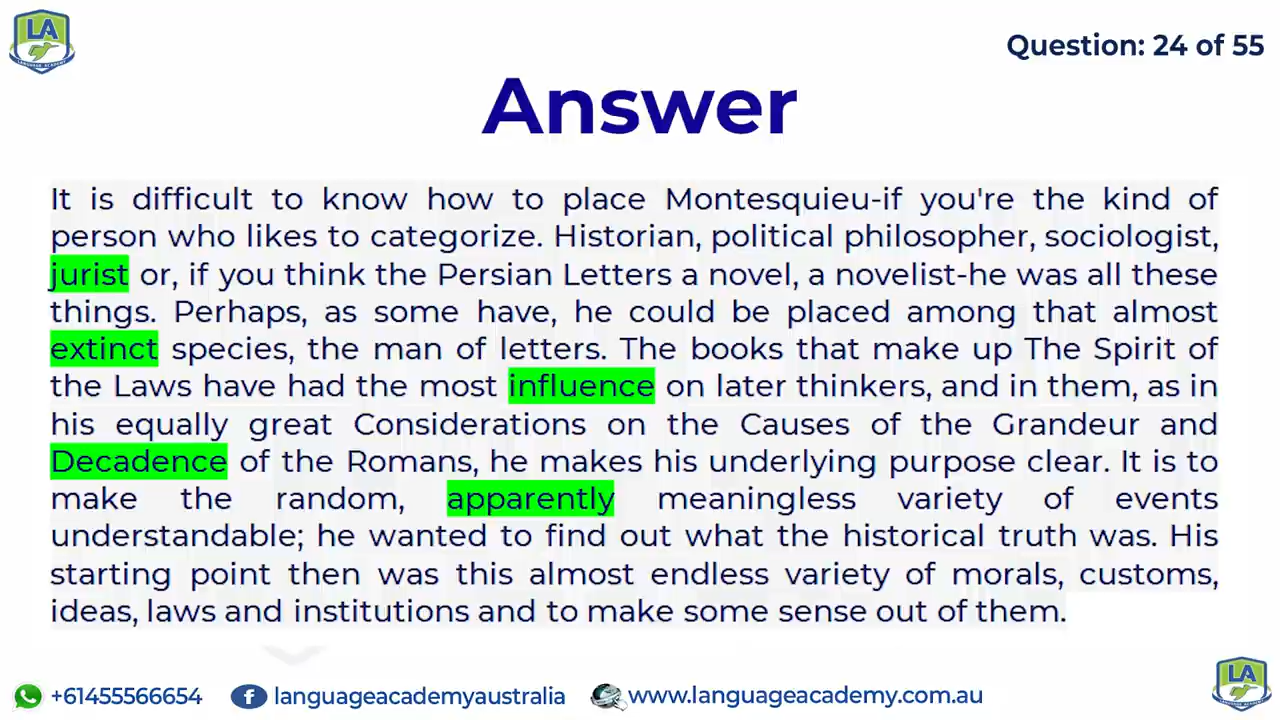 LA
LANGUAGE ACADEMY
Question: 24 of 55
Answer
It is difficult to know how to place Montesquieu-if you're the kind of
person who likes to categorize. Historian, political philosopher, sociologist,
jurist or, if you think the Persian Letters a novel, a novelist-he was all these
things. Perhaps, as some have, he could be placed among that almost
extinct species, the man of letters. The books that make up The Spirit of
the Laws have had the most influence on later thinkers, and in them, as in
his equally great Considerations on the Causes of the Grandeur and
Decadence of the Romans, he makes his underlying purpose clear. It is to
make the random, apparently meaningless variety of events
understandable; he wanted to find out what the historical truth was. His
starting point then was this almost endless variety of morals, customs,
ideas, laws and institutions and to make some sense out of them.
+61455566654
languageacademyaustralia
www.languageacademy.com.au
LA
LANGUAGE ACADEMY